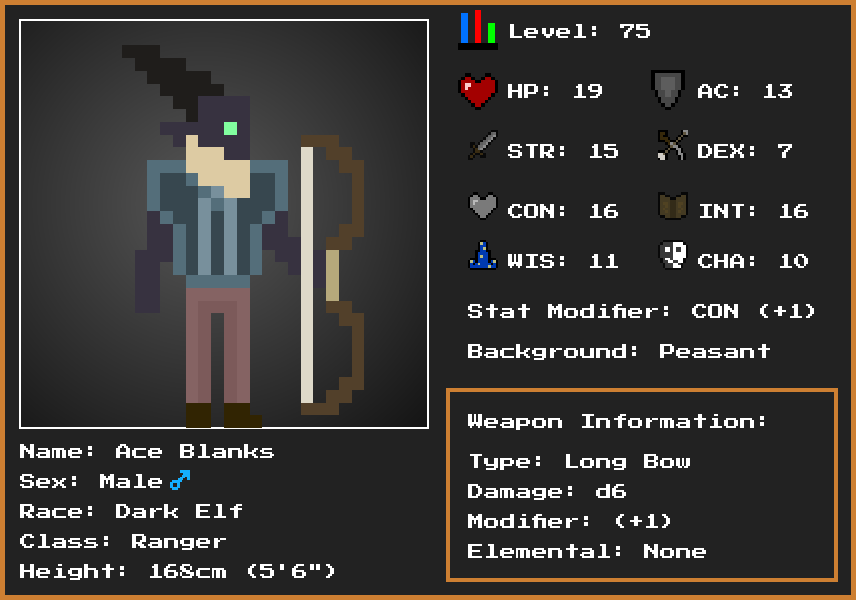 Level: 75
HP: 19
AC: 13
STR: 15
DEX: 7
CON: 16
INT: 16
WIS: 11
CHA: 10
Stat Modifier: CON (+1)
Background: Peasant
Weapon Information:
Type: Long Bow
Damage: d6
Modifier: (+1)
Elemental: None
Name: Ace Blanks
Sex: Male♂
Race: Dark Elf
Class: Ranger
Height: 168cm (5'6")